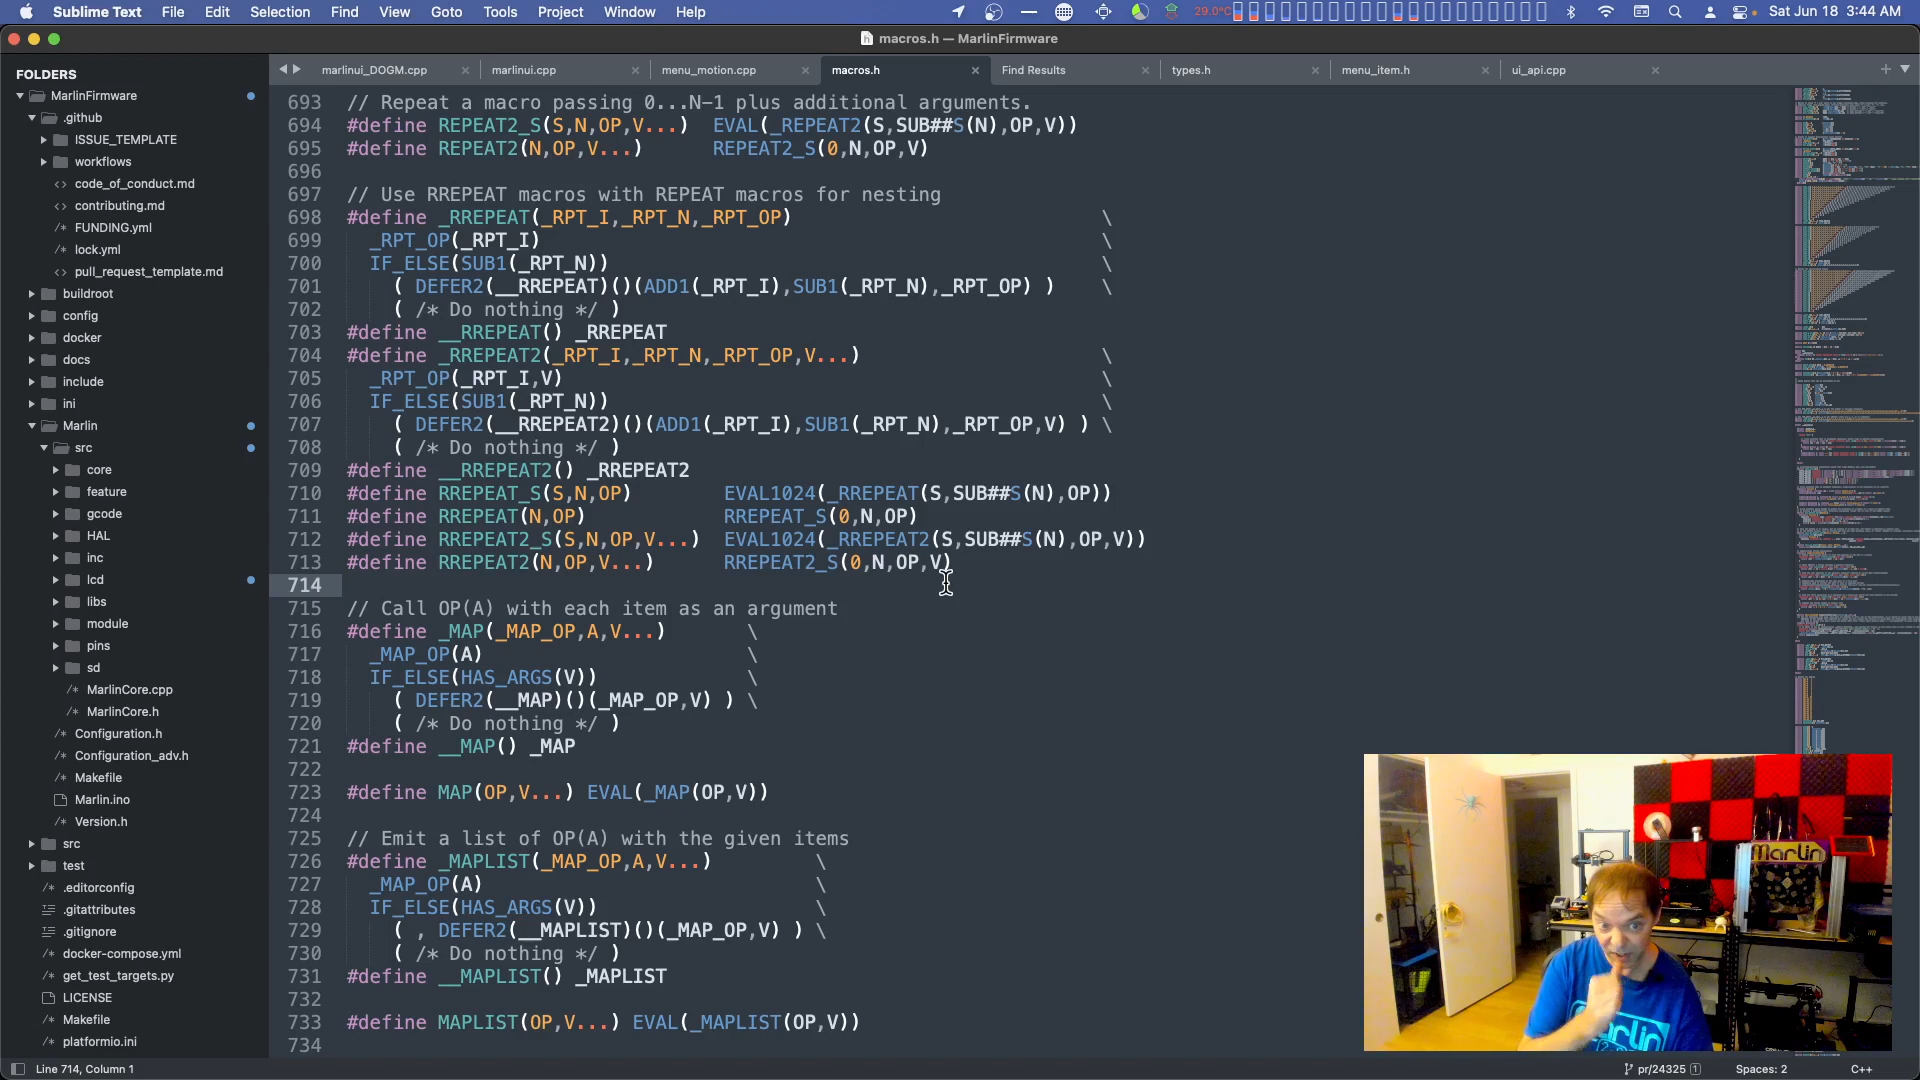 Sublime Text File Edit Selection Find View Goto Tools Project Window Help 29.0°C Sat Jun 18 3:44 AM
macros.h — MarlinFirmware
FOLDERS
MarlinFirmware
.github
ISSUE_TEMPLATE
workflows
code_of_conduct.md
contributing.md
FUNDING.yml
lock.yml
pull_request_template.md
buildroot
config
docker
docs
include
ini
Marlin
src
core
feature
gcode
HAL
inc
lcd
libs
module
pins
sd
MarlinCore.cpp
MarlinCore.h
Configuration.h
Configuration_adv.h
Makefile
Marlin.ino
Version.h
src
test
.editorconfig
.gitattributes
.gitignore
docker-compose.yml
get_test_targets.py
LICENSE
Makefile
platformio.ini
marlinui_DOGM.cpp marlinui.cpp menu_motion.cpp macros.h Find Results types.h menu_item.h ui_api.cpp
693 // Repeat a macro passing 0...N-1 plus additional arguments.
694 #define REPEAT2_S(S,N,OP,V...) EVAL(_REPEAT2(S,SUB##S(N),OP,V))
695 #define REPEAT2(N,OP,V...) REPEAT2_S(0,N,OP,V)
696
697 // Use RREPEAT macros with REPEAT macros for nesting
698 #define _RREPEAT(_RPT_I,_RPT_N,_RPT_OP) \
699 _RPT_OP(_RPT_I) \
700 IF_ELSE(SUB1(_RPT_N)) \
701 ( DEFER2(__RREPEAT)()(ADD1(_RPT_I),SUB1(_RPT_N),_RPT_OP) ) \
702 ( /* Do nothing */ )
703 #define __RREPEAT() _RREPEAT
704 #define _RREPEAT2(_RPT_I,_RPT_N,_RPT_OP,V...) \
705 _RPT_OP(_RPT_I,V) \
706 IF_ELSE(SUB1(_RPT_N)) \
707 ( DEFER2(__RREPEAT2)()(ADD1(_RPT_I),SUB1(_RPT_N),_RPT_OP,V) ) \
708 ( /* Do nothing */ )
709 #define __RREPEAT2() _RREPEAT2
710 #define RREPEAT_S(S,N,OP) EVAL1024(_RREPEAT(S,SUB##S(N),OP))
711 #define RREPEAT(N,OP) RREPEAT_S(0,N,OP)
712 #define RREPEAT2_S(S,N,OP,V...) EVAL1024(_RREPEAT2(S,SUB##S(N),OP,V))
713 #define RREPEAT2(N,OP,V...) RREPEAT2_S(0,N,OP,V)
714
715 // Call OP(A) with each item as an argument
716 #define _MAP(_MAP_OP,A,V...) \
717 _MAP_OP(A) \
718 IF_ELSE(HAS_ARGS(V)) \
719 ( DEFER2(__MAP)()(_MAP_OP,V) ) \
720 ( /* Do nothing */ )
721 #define __MAP() _MAP
722
723 #define MAP(OP,V...) EVAL(_MAP(OP,V))
724
725 // Emit a list of OP(A) with the given items
726 #define _MAPLIST(_MAP_OP,A,V...) \
727 _MAP_OP(A) \
728 IF_ELSE(HAS_ARGS(V)) \
729 ( , DEFER2(__MAPLIST)()(_MAP_OP,V) ) \
730 ( /* Do nothing */ )
731 #define __MAPLIST() _MAPLIST
732
733 #define MAPLIST(OP,V...) EVAL(_MAPLIST(OP,V))
734
Marlin
Marlin
Line 714, Column 1 pr/24325 1 Spaces: 2 C++